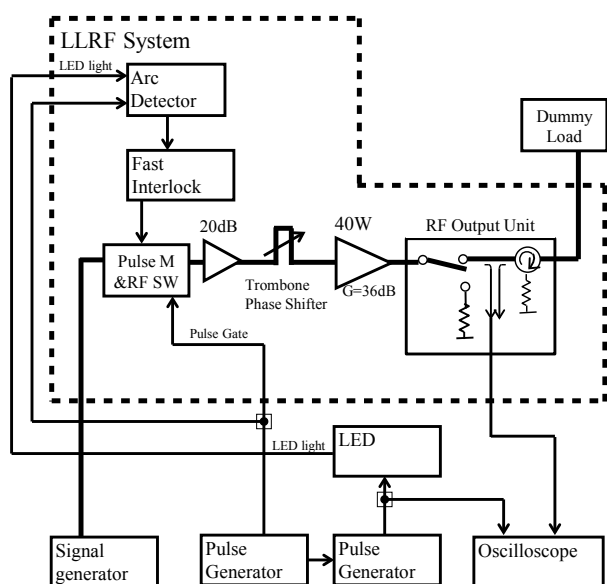 LLRF System
LED light
Arc
Detector
Dummy
Load
Fast
Interlock
20dB
40W
RF Output Unit
Pulse M
&RF SW
Trombone
Phase Shifter
G=36dB
Pulse Gate
LED light
LED
Signal
generator
Pulse
Generator
Pulse
Generator
Oscilloscope